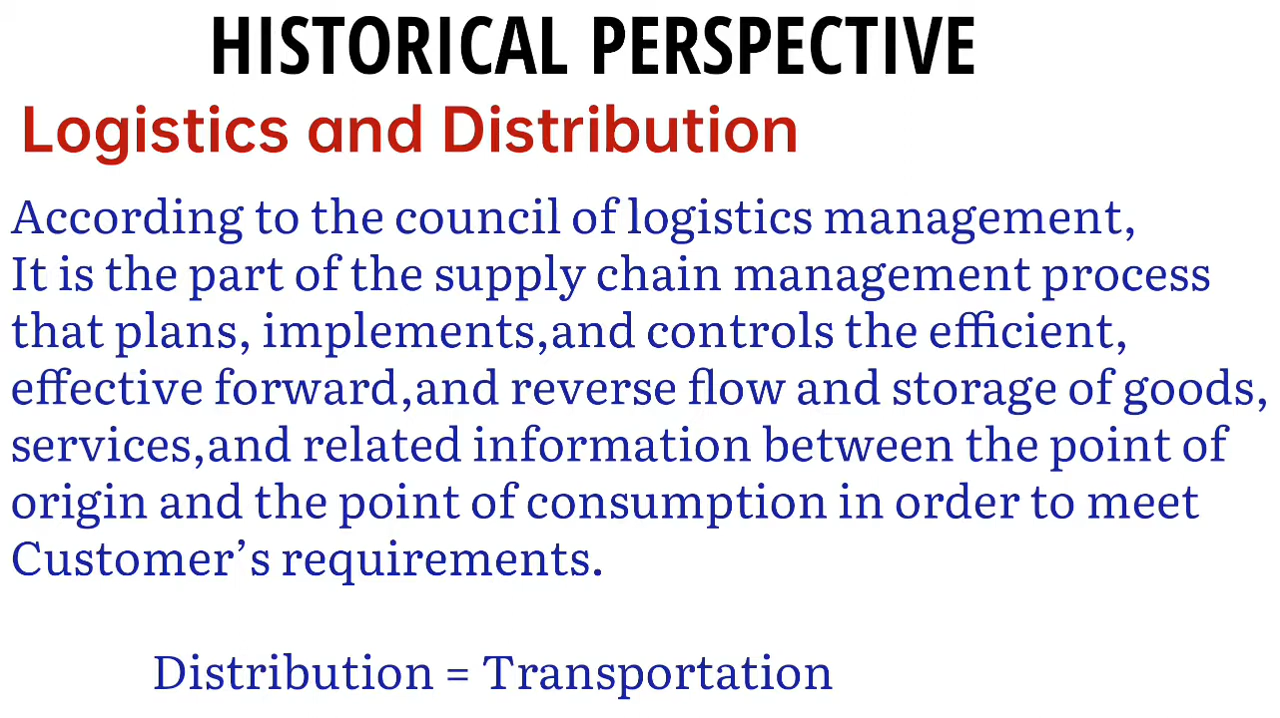 HISTORICAL PERSPECTIVE
Logistics and Distribution
According to the council of logistics management,
It is the part of the supply chain management process
that plans, implements,and controls the efficient,
effective forward,and reverse flow and storage of goods,
services,and related information between the point of
origin and the point of consumption in order to meet
Customer’s requirements.
Distribution = Transportation